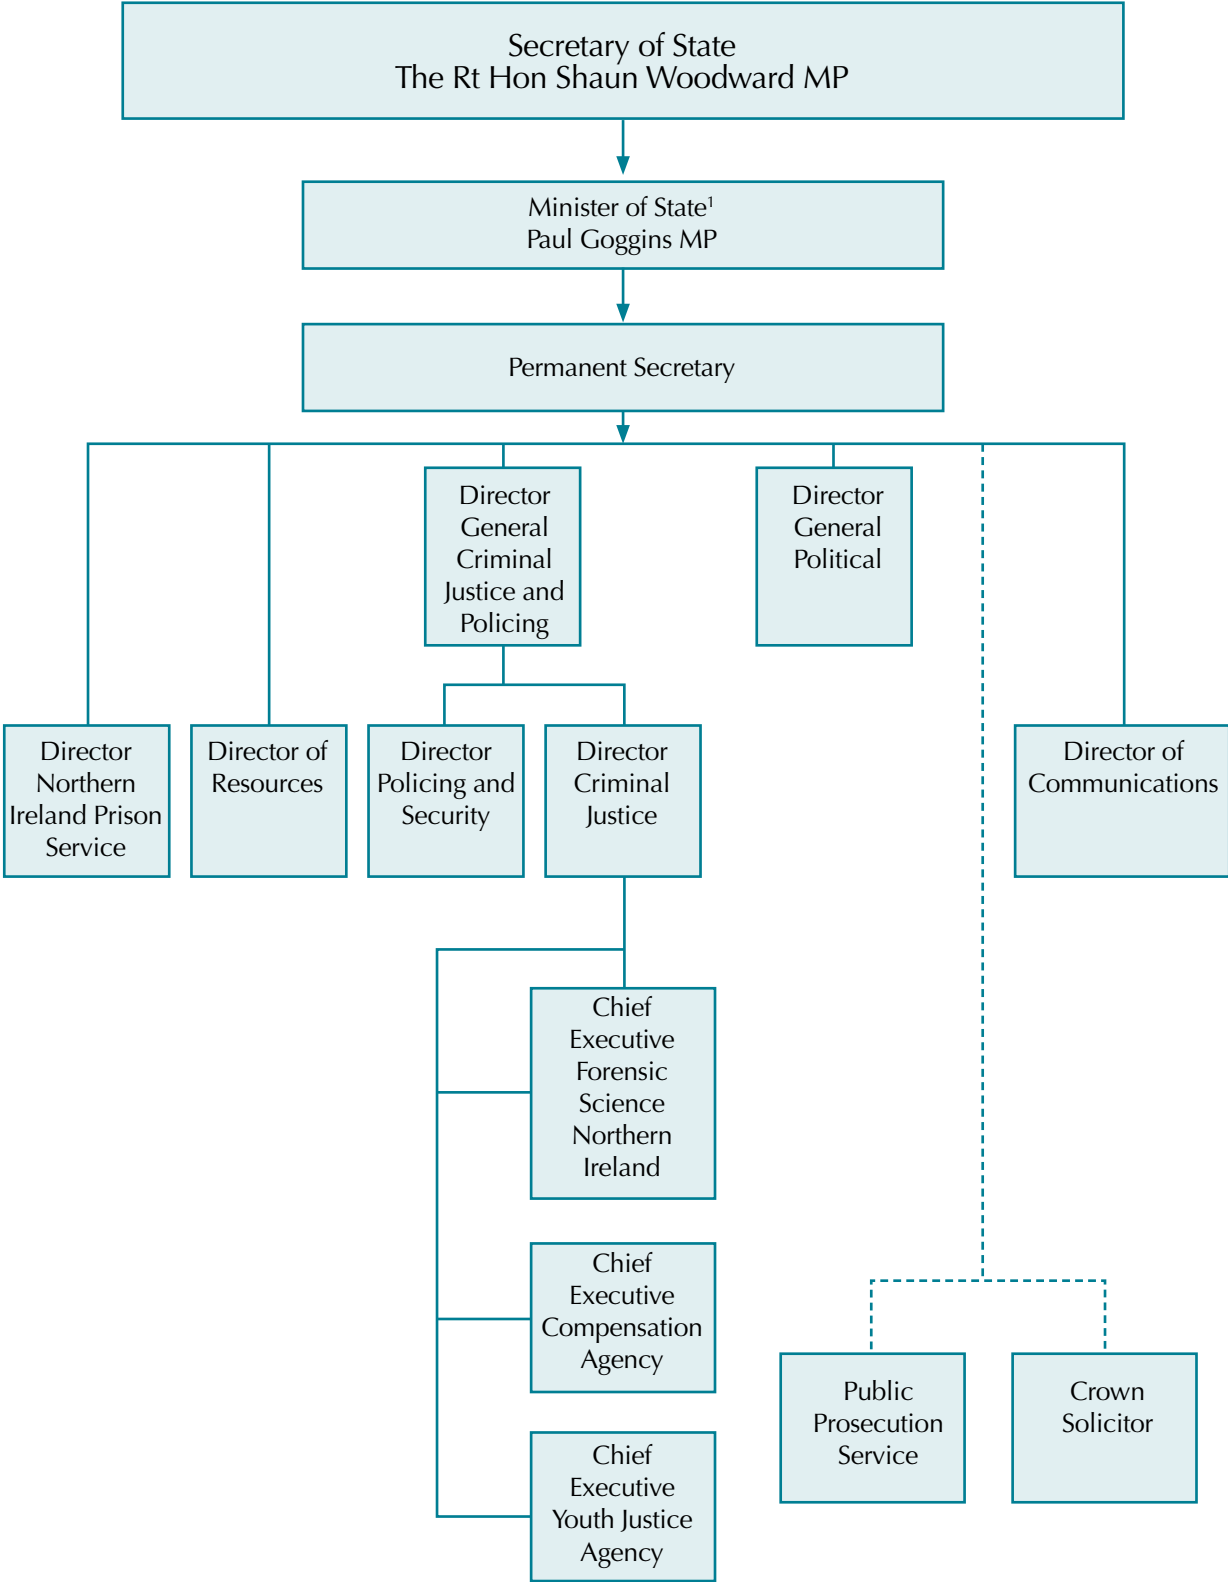 Secretary of State
The Rt Hon Shaun Woodward MP
Minister of State¹
Paul Goggins MP
Permanent Secretary
Director
General
Criminal
Justice and
Policing
Director
General
Political
Director
Northern
Ireland Prison
Service
Director of
Resources
Director
Policing and
Security
Director
Criminal
Justice
Director of
Communications
Chief
Executive
Forensic
Science
Northern
Ireland
Chief
Executive
Compensation
Agency
Chief
Executive
Youth Justice
Agency
Public
Prosecution
Service
Crown
Solicitor